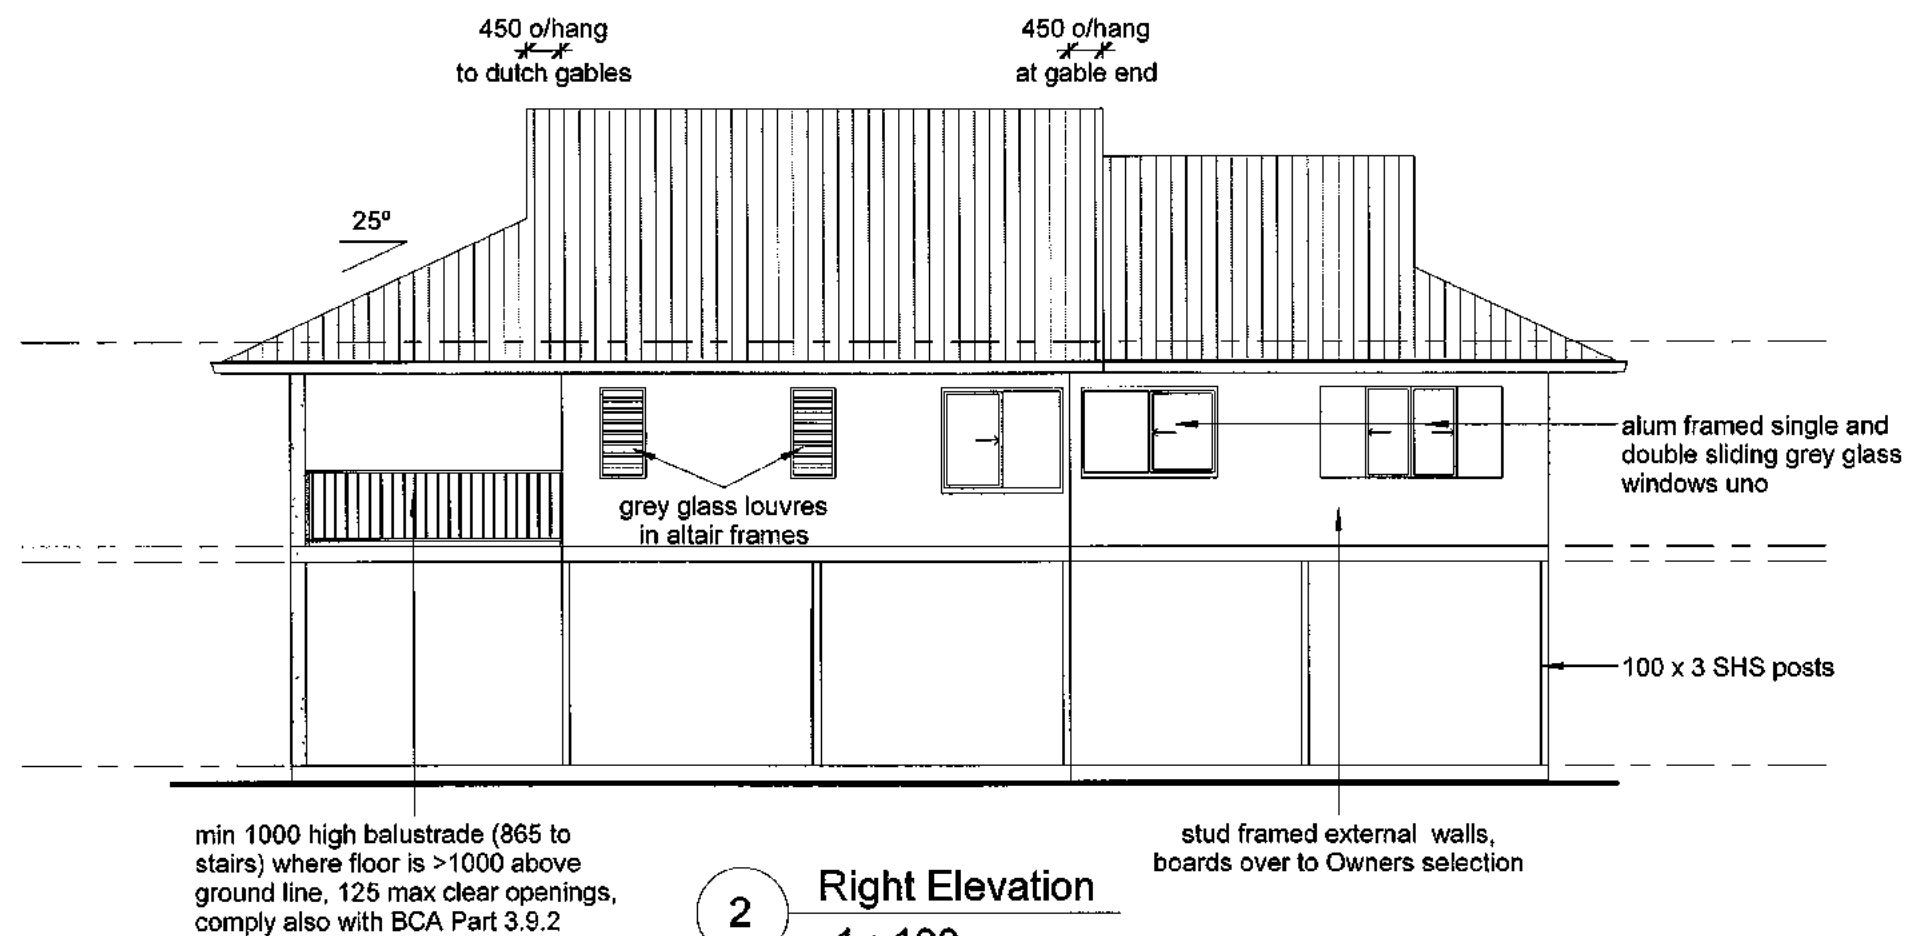 450 o/hang
to dutch gables
450 o/hang
at gable end
25º
grey glass louvres
in altair frames
alum framed single and
double sliding grey glass
windows uno
100 x 3 SHS posts
min 1000 high balustrade (865 to
stairs) where floor is >1000 above
ground line, 125 max clear openings,
comply also with BCA Part 3.9.2
stud framed external walls,
boards over to Owners selection
2
Right Elevation
1 : 100